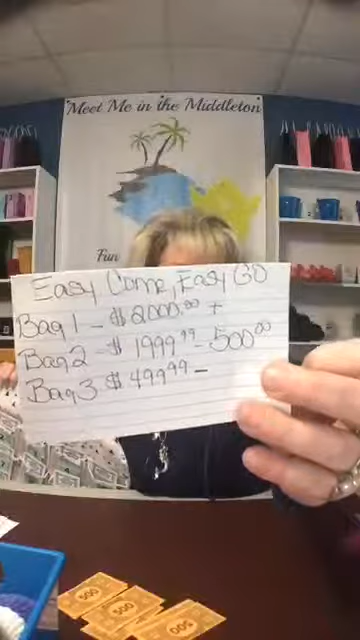 Meet Me in the Middleton
Fun
Easy Come, Easy GO
Bag 1 - $2000.00 +
Bag 2 - $ 1999 99 - 500 00
Bag 3 $ 499 99 -
500
500
500